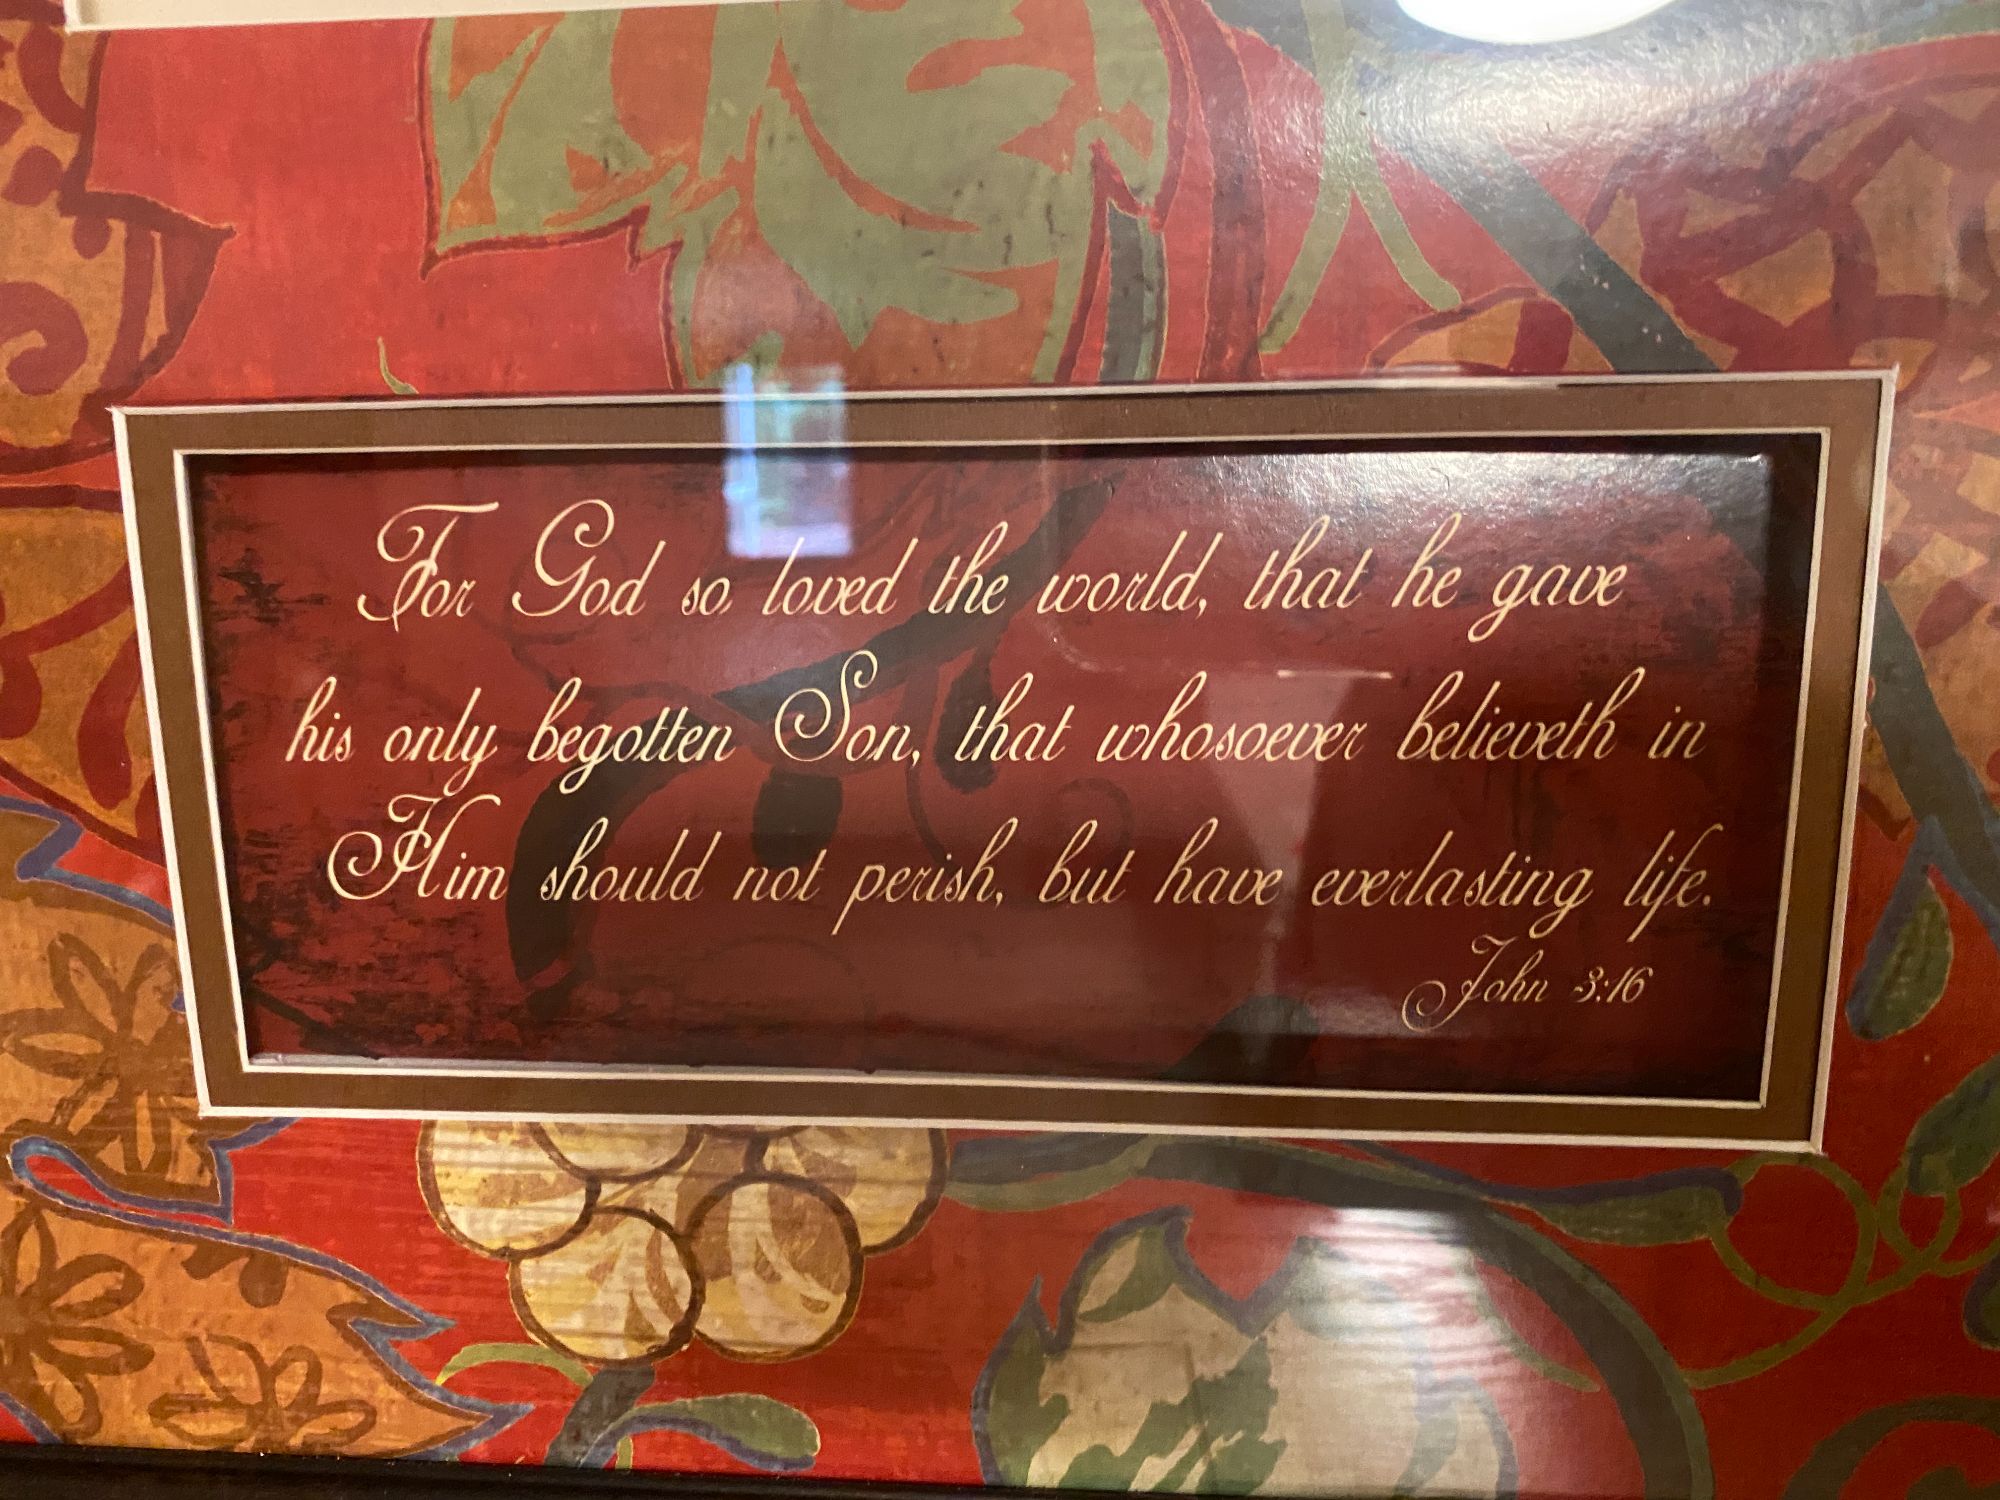 For God so loved the world, that he gave
his only begotten Son, that whosoever believeth in
Him should not perish, but have everlasting life.
John 3:16